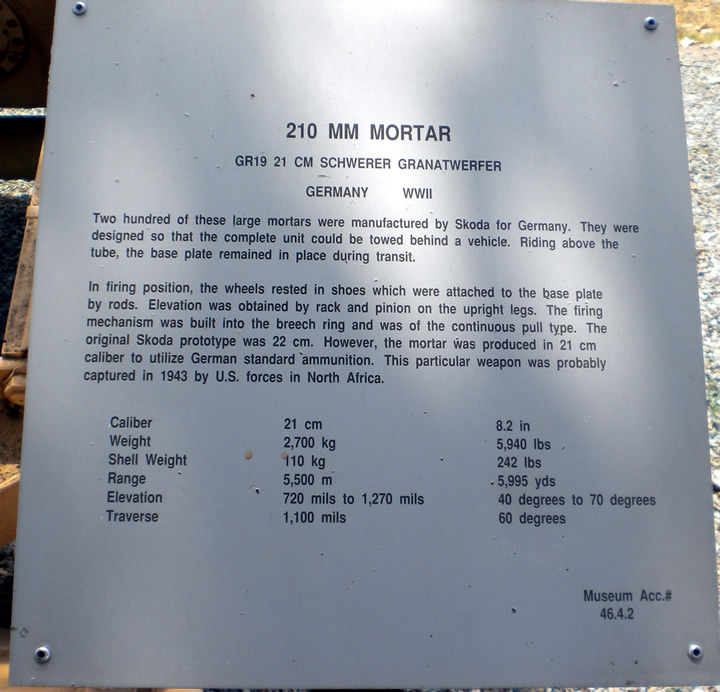 210 MM MORTAR
GR19 21 CM SCHWERER GRANATWERFER
GERMANY WWII
Two hundred of these large mortars were manufactured by Skoda for Germany. They were
designed so that the complete unit could be towed behind a vehicle. Riding above the
tube, the base plate remained in place during transit.
In firing position, the wheels rested in shoes which were attached to the base plate
by rods. Elevation was obtained by rack and pinion on the upright legs. The firing
mechanism was built into the breech ring and was of the continuous pull type. The
original Skoda prototype was 22 cm. However, the mortar was produced in 21 cm
caliber to utilize German standard ammunition. This particular weapon was probably
captured in 1943 by U.S. forces in North Africa.
Caliber 21 cm 8.2 in
Weight 2,700 kg 5,940 lbs
Shell Weight 110 kg 242 lbs
Range 5,500 m 5,995 yds
Elevation 720 mils to 1,270 mils 40 degrees to 70 degrees
Traverse 1,100 mils 60 degrees
Museum Acc.#
46.4.2